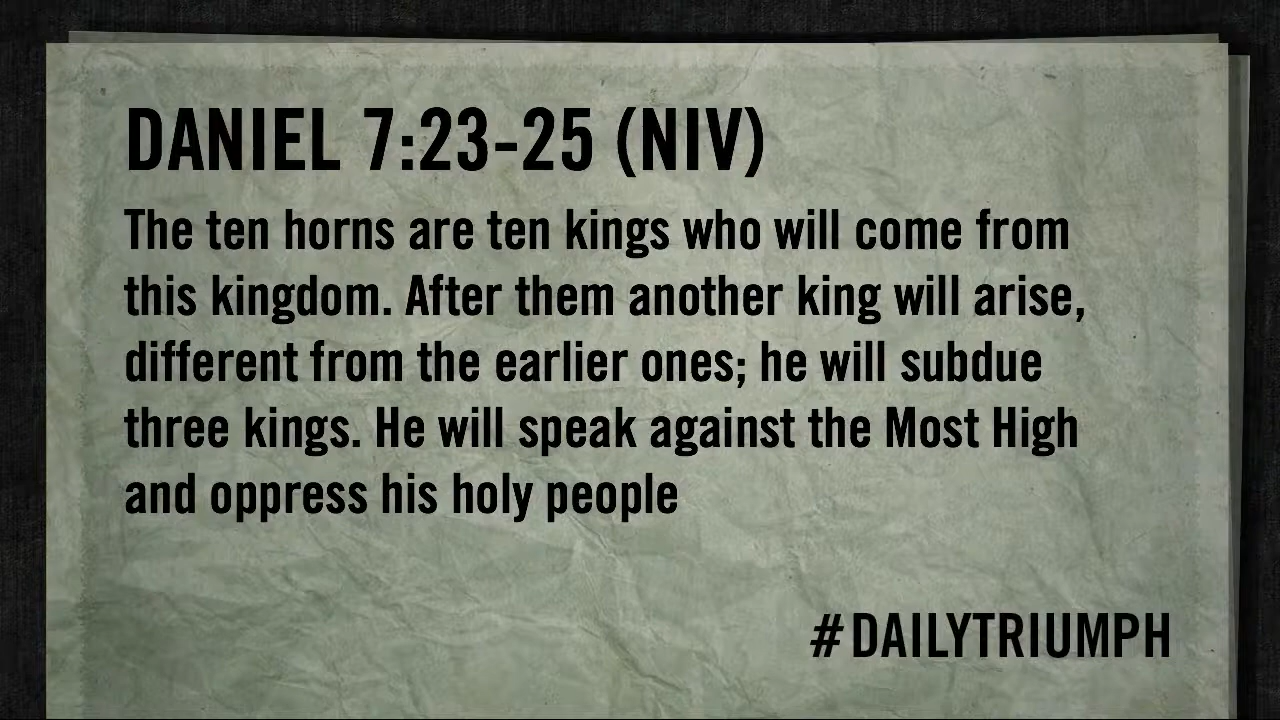 DANIEL 7:23-25 (NIV)
The ten horns are ten kings who will come from
this kingdom. After them another king will arise,
different from the earlier ones; he will subdue
three kings. He will speak against the Most High
and oppress his holy people
#DAILYTRIUMPH